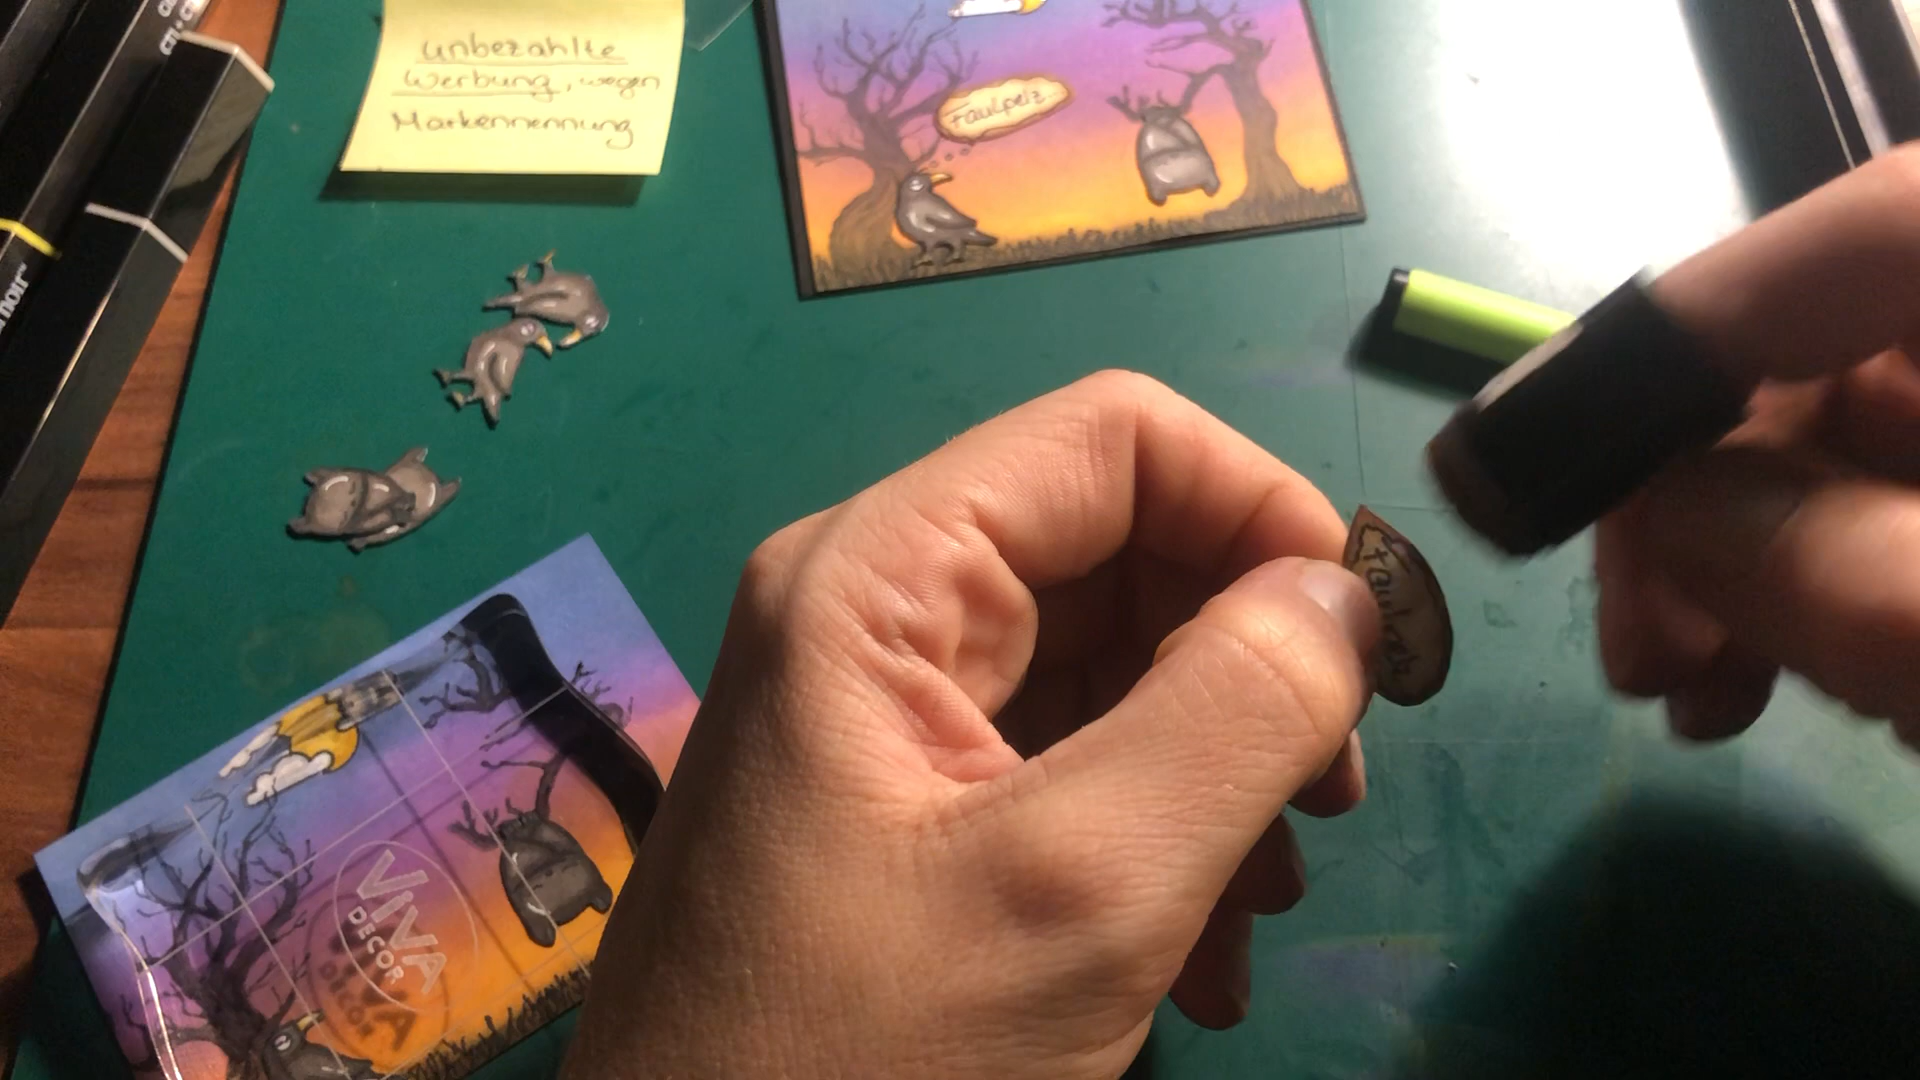 unbezahlte
Werbung, wegen
Markennennung
Faulpelz...
Faulpelz
VIVA
DECOR